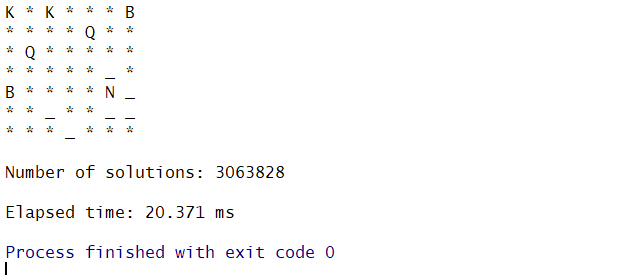 K * K * * * B
* * * * Q * *
* Q * * * * *
* * * * * _ *
B * * * * N _
* * _ * * _ _
* * * _ * * *
Number of solutions: 3063828
Elapsed time: 20.371 ms
Process finished with exit code 0